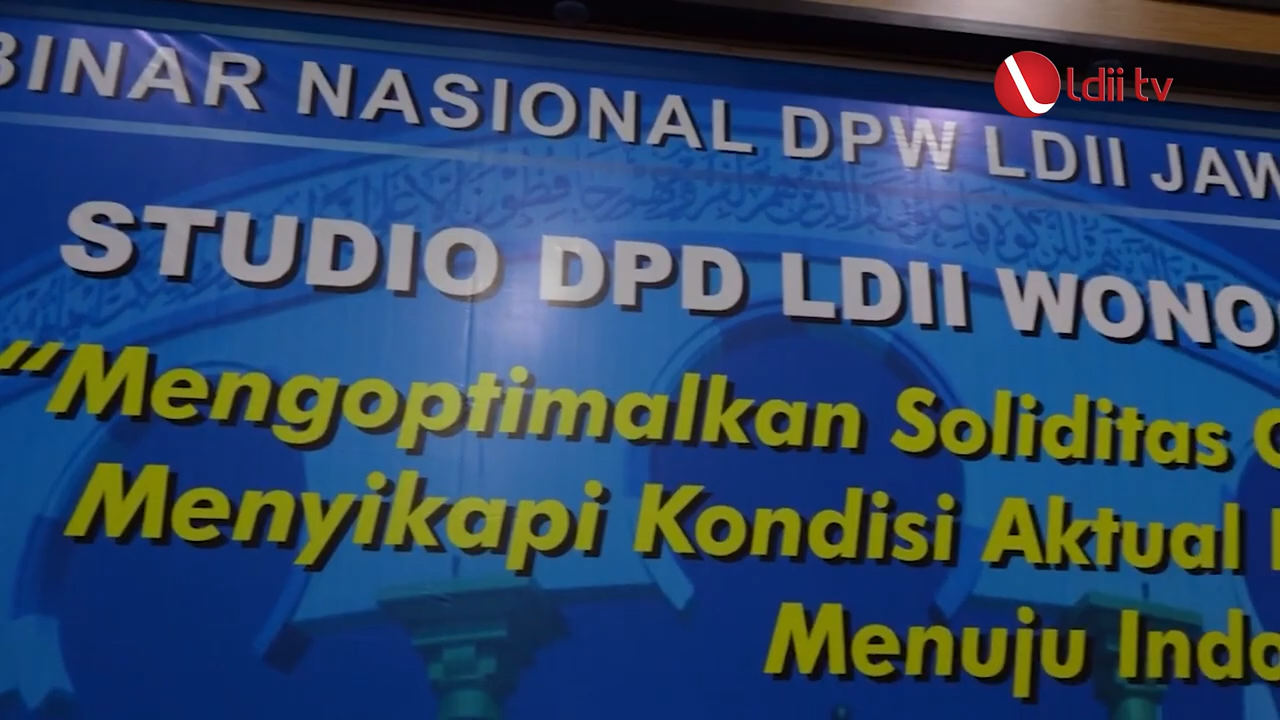 ldii tv
BINAR NASIONAL DPW LDII JAW
STUDIO DPD LDII WONO
"Mengoptimalkan Soliditas
Menyikapi Kondisi Aktual
Menuju Indo